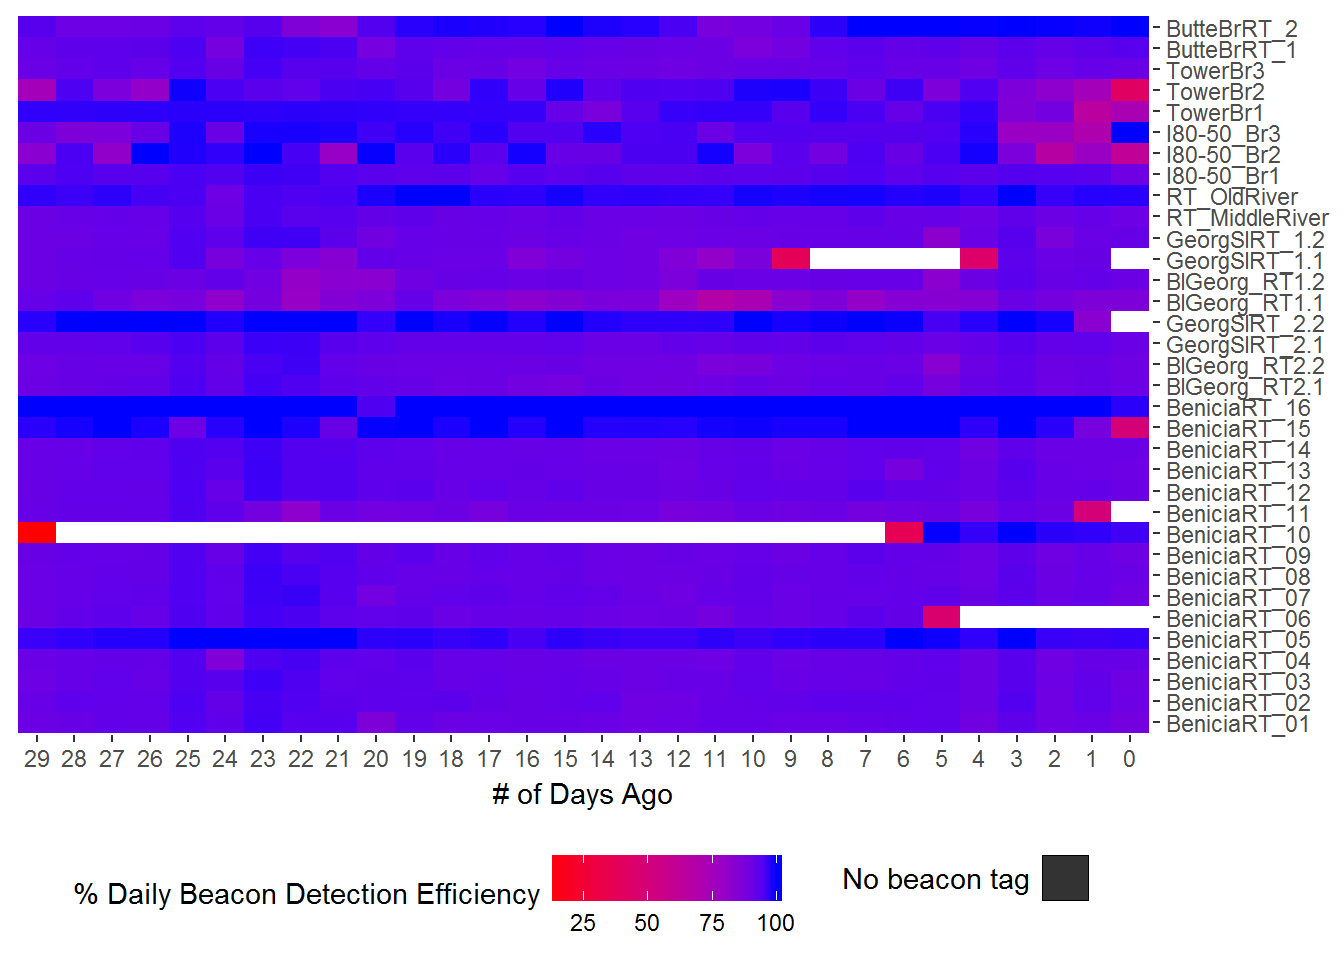 ButteBrRT_2
ButteBrRT_1
TowerBr3
TowerBr2
TowerBr1
I80-50_Br3
I80-50_Br2
I80-50_Br1
RT_OldRiver
RT_MiddleRiver
GeorgSlRT_1.2
GeorgSlRT_1.1
BlGeorg_RT1.2
BlGeorg_RT1.1
GeorgSlRT_2.2
GeorgSlRT_2.1
BlGeorg_RT2.2
BlGeorg_RT2.1
BeniciaRT_16
BeniciaRT_15
BeniciaRT_14
BeniciaRT_13
BeniciaRT_12
BeniciaRT_11
BeniciaRT_10
BeniciaRT_09
BeniciaRT_08
BeniciaRT_07
BeniciaRT_06
BeniciaRT_05
BeniciaRT_04
BeniciaRT_03
BeniciaRT_02
BeniciaRT_01
29 28 27 26 25 24 23 22 21 20 19 18 17 16 15 14 13 12 11 10 9 8 7 6 5 4 3 2 1 0
# of Days Ago
% Daily Beacon Detection Efficiency
25 50 75 100
No beacon tag